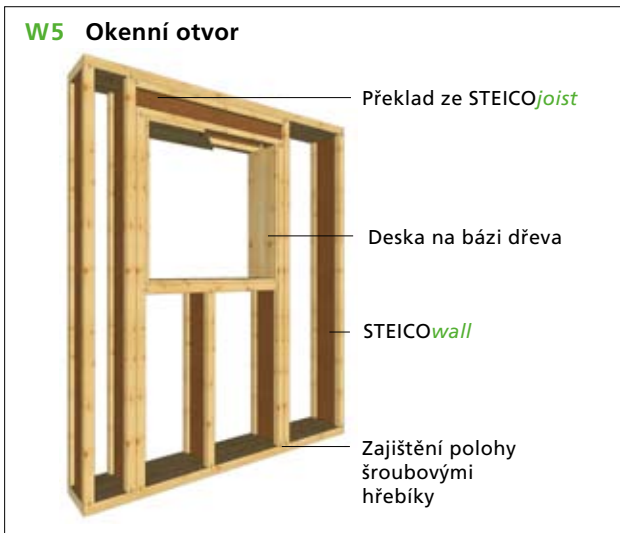 W5 Okenní otvor
Překlad ze STEICOjoist
Deska na bázi dřeva
STEICOwall
Zajištění polohy
šroubovými
hřebíky